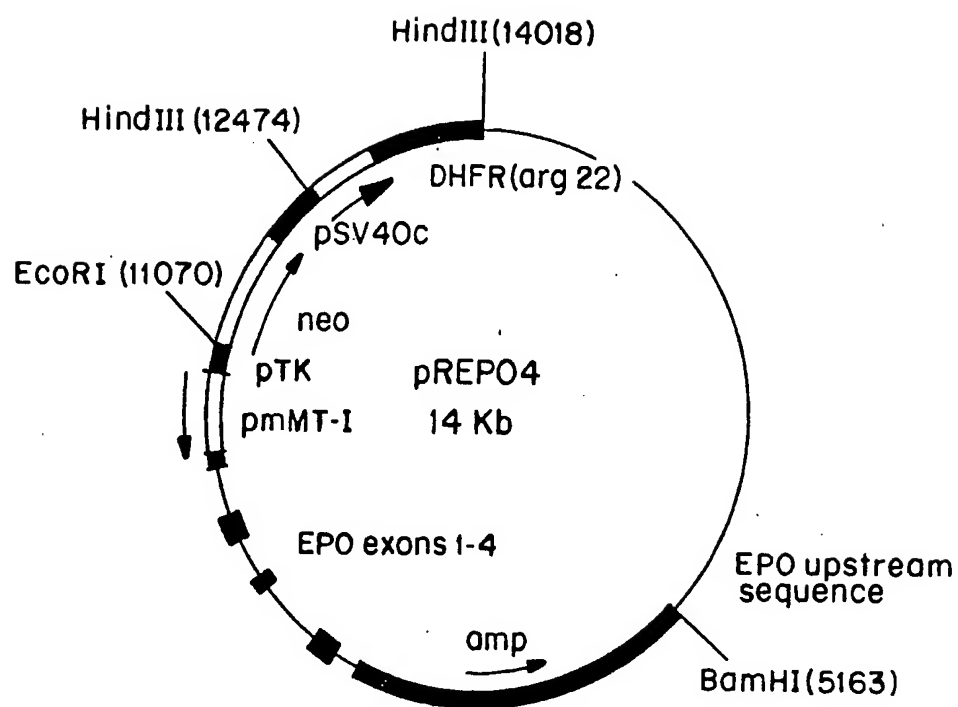 HindIII(14018)
HindIII (12474)
DHFR(arg 22)
pSV40c
EcoRI (11070)
neo
pTK
pREPO4
pmMT-I
14 Kb
EPO exons 1-4
EPO upstream
sequence
amp
BamHI(5163)